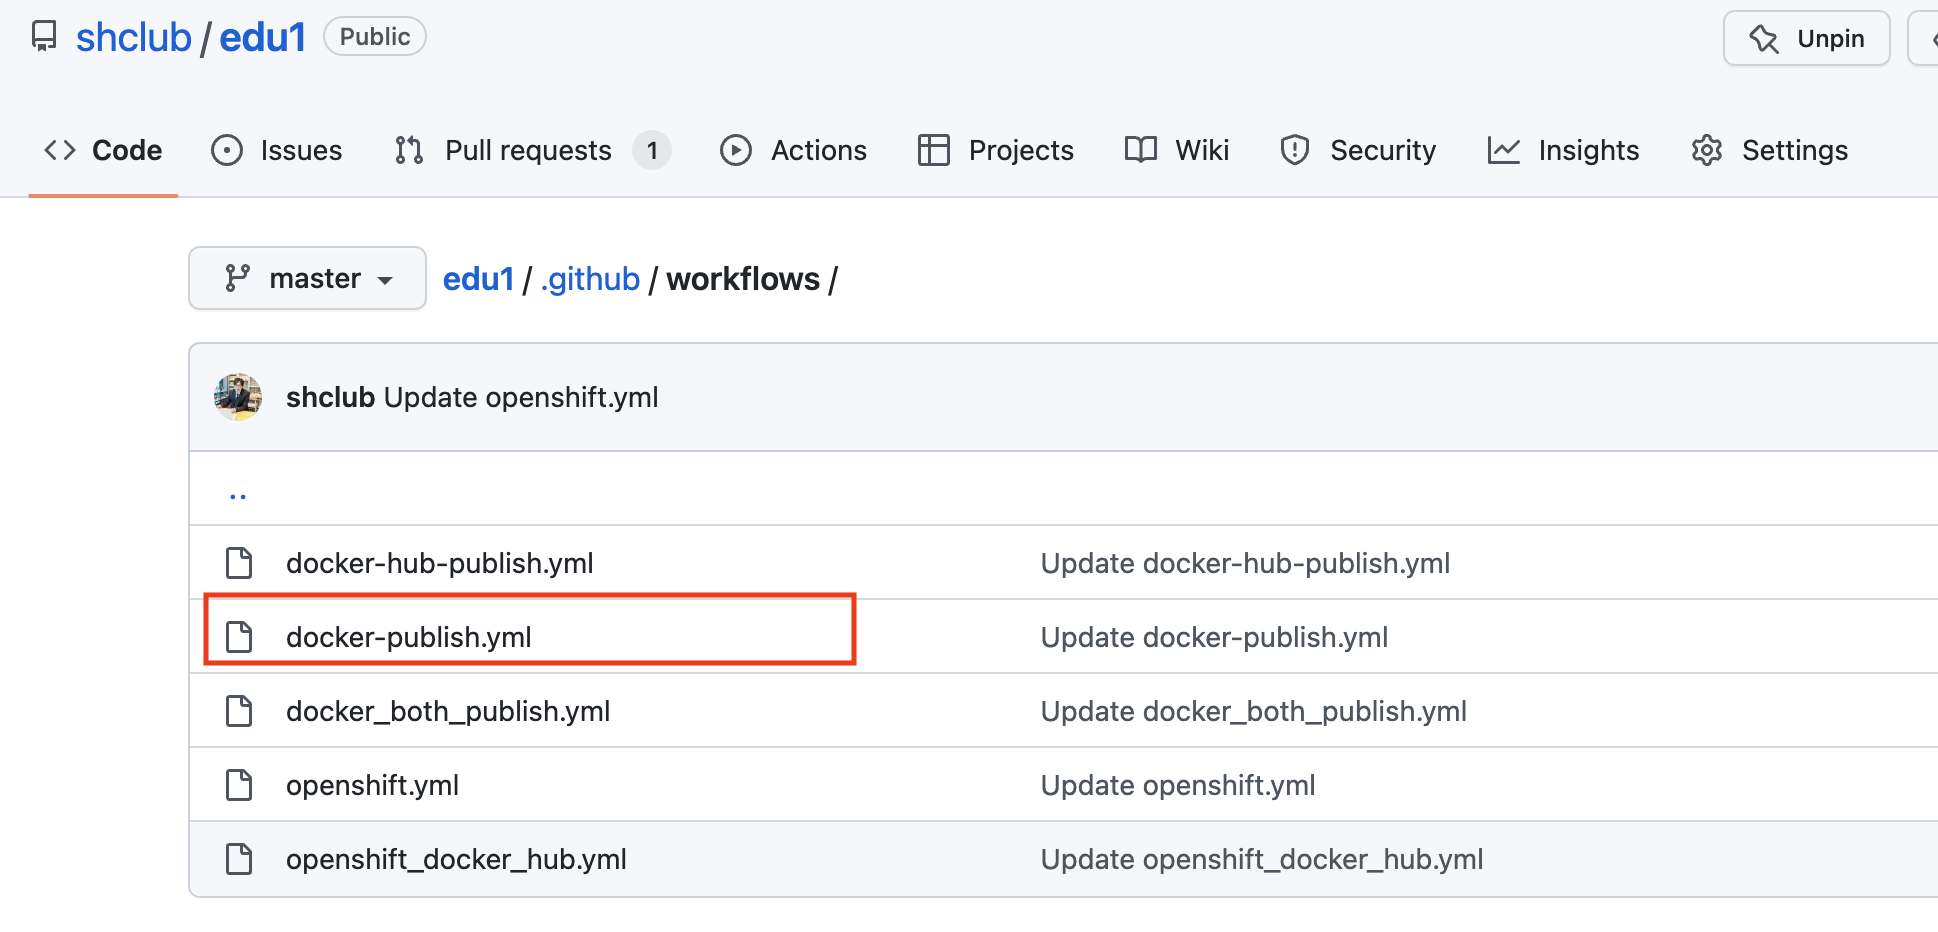 shclub / edu1 Public Unpin
Code Issues Pull requests 1 Actions Projects Wiki Security Insights Settings
master edu1 / .github / workflows /
shclub Update openshift.yml
..
docker-hub-publish.yml Update docker-hub-publish.yml
docker-publish.yml Update docker-publish.yml
docker_both_publish.yml Update docker_both_publish.yml
openshift.yml Update openshift.yml
openshift_docker_hub.yml Update openshift_docker_hub.yml